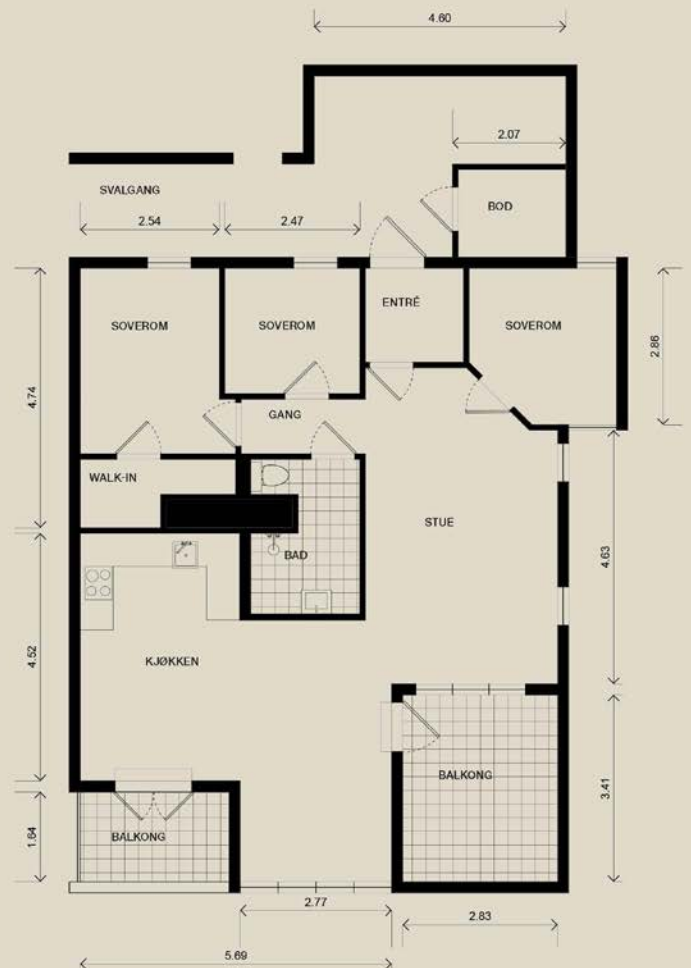 4.60
2.07
SVALGANG
BOD
2.54
2.47
ENTRÉ
SOVEROM
SOVEROM
SOVEROM
2.86
4.74
GANG
WALK-IN
STUE
BAD
4.63
KJØKKEN
4.52
BALKONG
3.41
BALKONG
1.64
2.77
2.83
5.69